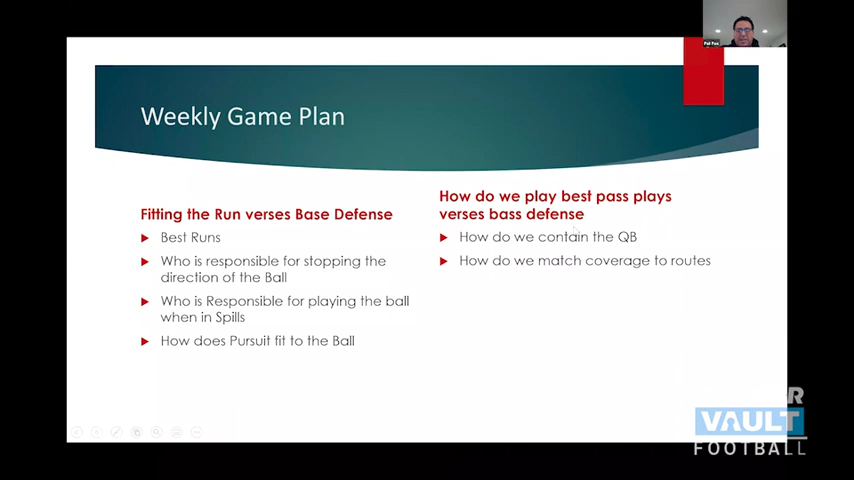 Pat Fox
Weekly Game Plan
Fitting the Run verses Base Defense
Best Runs
Who is responsible for stopping the
direction of the Ball
Who is Responsible for playing the ball
when in Spills
How does Pursuit fit to the Ball
How do we play best pass plays
verses bass defense
How do we contain the QB
How do we match coverage to routes
VAULT
FOOTBALL